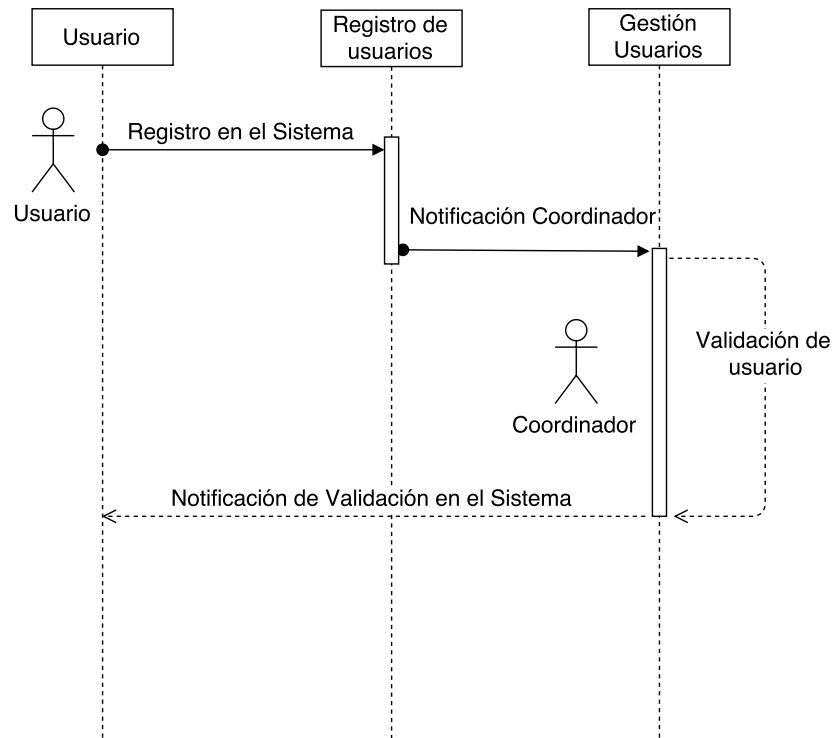 Usuario
Registro de
usuarios
Gestión
Usuarios
Registro en el Sistema
Usuario
Notificación Coordinador
Validación de
usuario
Coordinador
Notificación de Validación en el Sistema